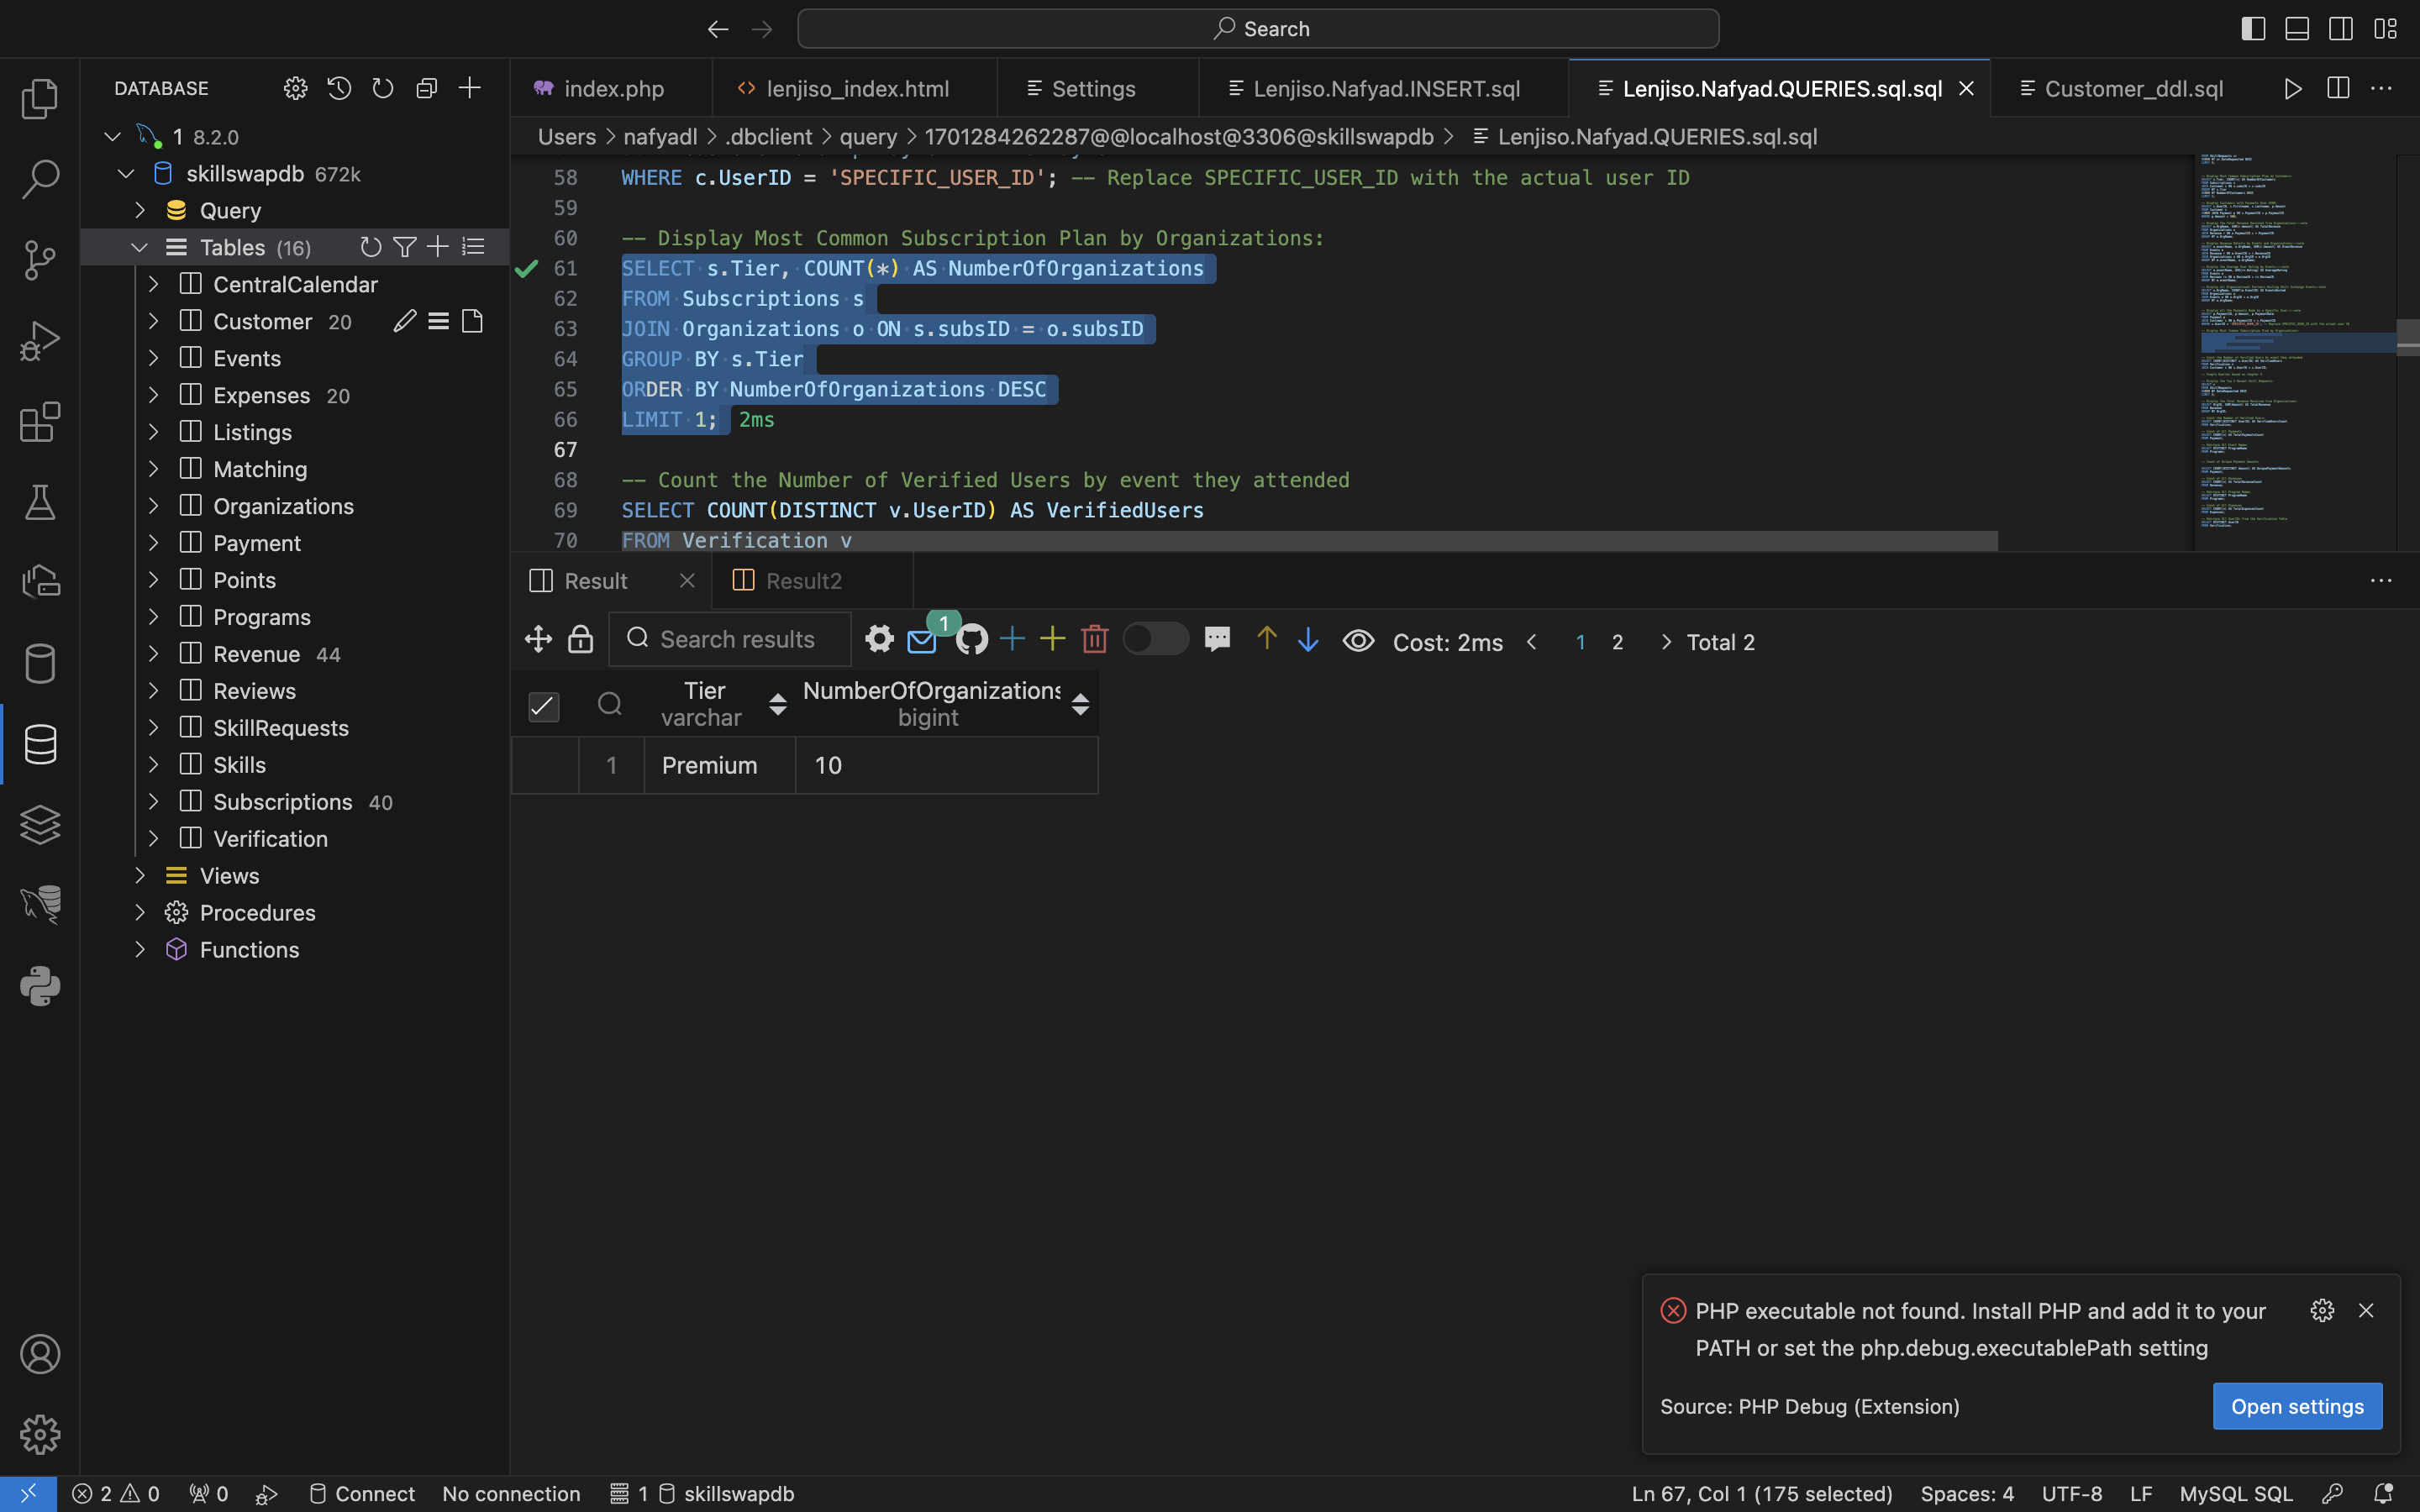 Search
DATABASE
index.php
lenjiso_index.html
Settings
Lenjiso.Nafyad.INSERT.sql
Lenjiso.Nafyad.QUERIES.sql.sql
Customer_ddl.sql
Users > nafyadl > .dbclient > query > 1701284262287@@localhost@3306@skillswapdb > Lenjiso.Nafyad.QUERIES.sql.sql
1 8.2.0
skillswapdb 672k
Query
Tables (16)
CentralCalendar
Customer 20
Events
Expenses 20
Listings
Matching
Organizations
Payment
Points
Programs
Revenue 44
Reviews
SkillRequests
Skills
Subscriptions 40
Verification
Views
Procedures
Functions
58 WHERE c.UserID = 'SPECIFIC_USER_ID'; -- Replace SPECIFIC_USER_ID with the actual user ID
59
60 -- Display Most Common Subscription Plan by Organizations:
61 SELECT s.Tier, COUNT(*) AS NumberOfOrganizations
62 FROM Subscriptions s
63 JOIN Organizations o ON s.subsID = o.subsID
64 GROUP BY s.Tier
65 ORDER BY NumberOfOrganizations DESC
66 LIMIT 1; 2ms
67
68 -- Count the Number of Verified Users by event they attended
69 SELECT COUNT(DISTINCT v.UserID) AS VerifiedUsers
70 FROM Verification v
Result
Result2
Search results
1
Cost: 2ms < 1 2 > Total 2
Tier
varchar
NumberOfOrganizations
bigint
1 Premium 10
PHP executable not found. Install PHP and add it to your
PATH or set the php.debug.executablePath setting
Source: PHP Debug (Extension)
Open settings
2 0
0
Connect
No connection
1 skillswapdb
Ln 67, Col 1 (175 selected)
Spaces: 4
UTF-8
LF
MySQL SQL